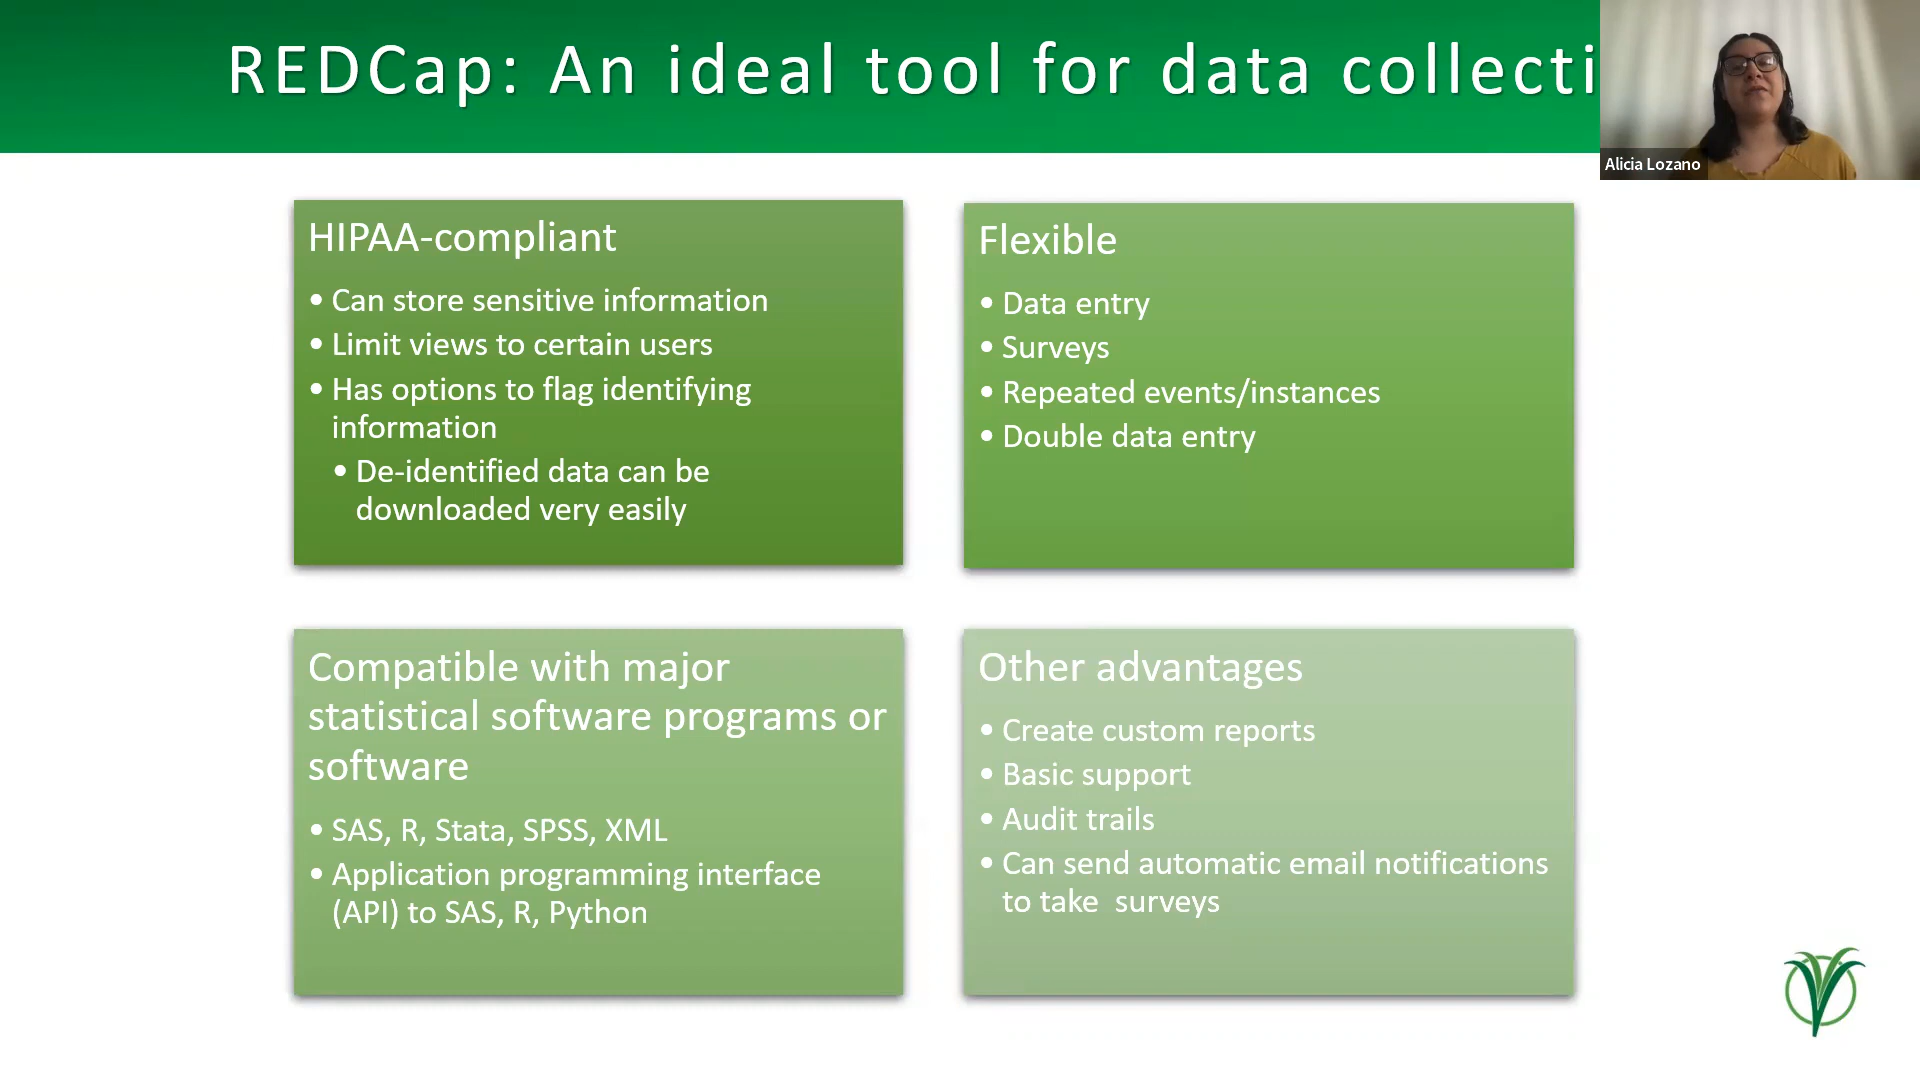 REDCap: An ideal tool for data collecti
Alicia Lozano
HIPAA-compliant
• Can store sensitive information
• Limit views to certain users
• Has options to flag identifying
information
• De-identified data can be
downloaded very easily
Flexible
• Data entry
• Surveys
• Repeated events/instances
• Double data entry
Compatible with major
statistical software programs or
software
• SAS, R, Stata, SPSS, XML
• Application programming interface
(API) to SAS, R, Python
Other advantages
• Create custom reports
• Basic support
• Audit trails
• Can send automatic email notifications
to take  surveys